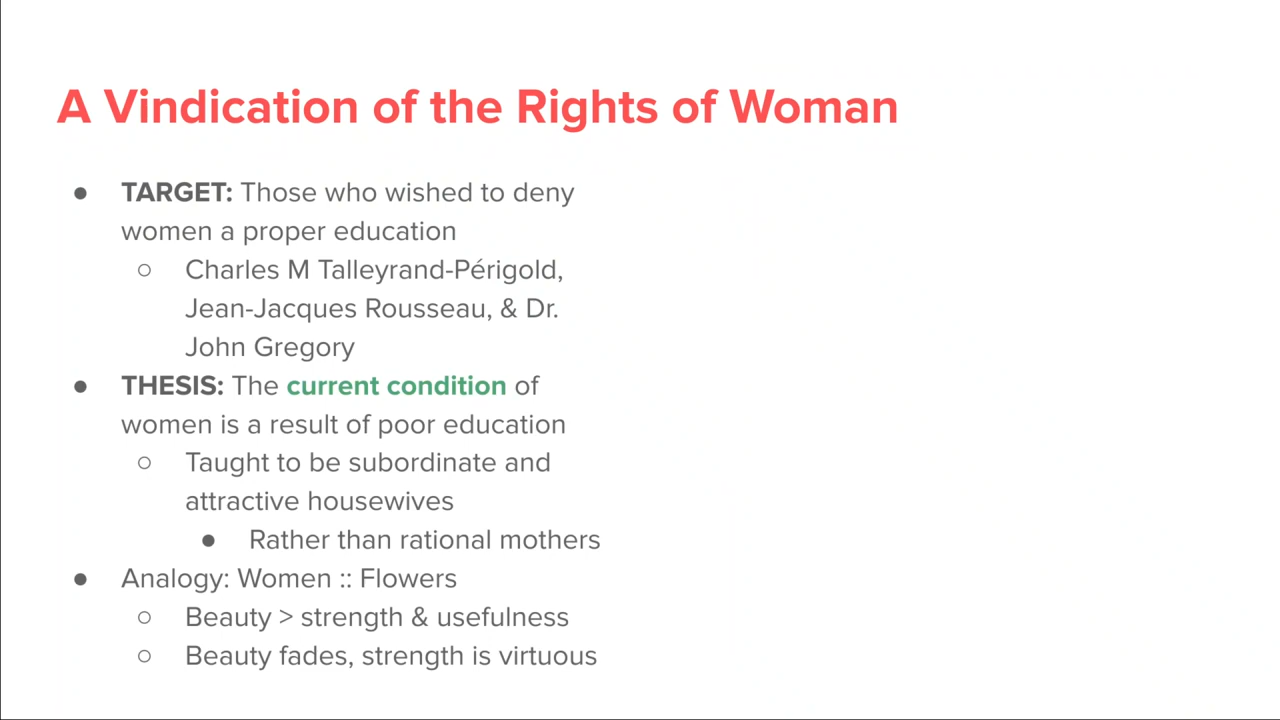 A Vindication of the Rights of Woman
● TARGET: Those who wished to deny
women a proper education
○ Charles M Talleyrand-Périgold,
Jean-Jacques Rousseau, & Dr.
John Gregory
● THESIS: The current condition of
women is a result of poor education
○ Taught to be subordinate and
attractive housewives
● Rather than rational mothers
● Analogy: Women :: Flowers
○ Beauty > strength & usefulness
○ Beauty fades, strength is virtuous